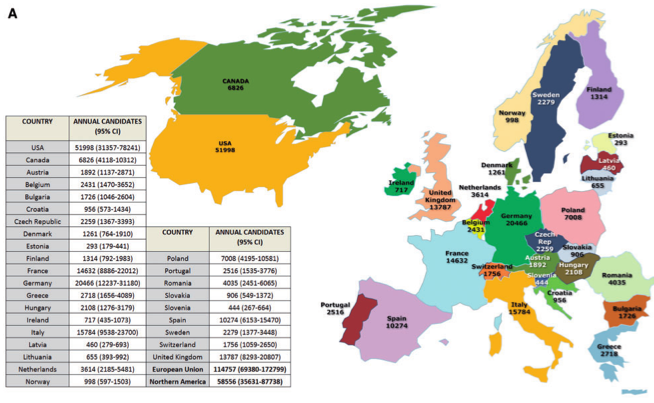 A
CANADA
6826
USA
51998
COUNTRY ANNUAL CANDIDATES (95% CI)
USA 51998 (31357-78241)
Canada 6826 (4118-10312)
Austria 1892 (1137-2871)
Belgium 2431 (1470-3652)
Bulgaria 1726 (1046-2604)
Croatia 956 (573-1434)
Czech Republic 2259 (1367-3393)
Denmark 1261 (764-1910)
Estonia 293 (179-441)
Finland 1314 (792-1983)
France 14632 (8886-22012)
Germany 20466 (12237-31180)
Greece 2718 (1656-4089)
Hungary 2108 (1276-3179)
Ireland 717 (435-1073)
Italy 15784 (9538-23700)
Latvia 460 (279-693)
Lithuania 655 (393-992)
Netherlands 3614 (2185-5481)
Norway 998 (597-1503)
COUNTRY ANNUAL CANDIDATES (95% CI)
Poland 7008 (4195-10581)
Portugal 2516 (1535-3776)
Romania 4035 (2451-6065)
Slovakia 906 (549-1372)
Slovenia 444 (267-664)
Spain 10274 (6153-15470)
Sweden 2279 (1377-3448)
Switzerland 1756 (1059-2650)
United Kingdom 13787 (8293-20807)
European Union 114757 (69380-172799)
Northern America 58556 (35631-87738)
Sweden
2279
Finland
1314
Norway
998
Estonia
293
Latvia
460
Lithuania
655
Denmark
1261
Ireland
717
United
Kingdom
13787
Netherlands
3614
Belgium
2431
Germany
20466
Poland
7008
Czech
Rep
2259
Slovakia
906
Austria
1892
Hungary
2108
France
14632
Switzerland
1756
Slovenia
444
Croatia
956
Romania
4035
Bulgaria
1726
Italy
15784
Portugal
2516
Spain
10274
Greece
2718